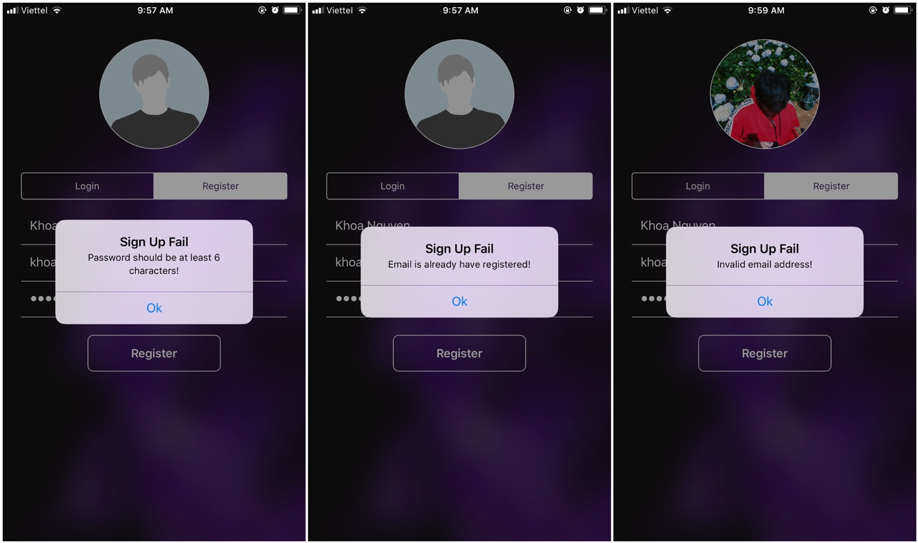 Viettel 9:57 AM
Login Register
Khoa
Sign Up Fail
Password should be at least 6
characters!
khoa
Ok
Register
Viettel 9:57 AM
Login Register
Khoa Nguyen
Sign Up Fail
Email is already have registered!
khoa
Ok
Register
Viettel 9:59 AM
Login Register
Khoa Nguyen
Sign Up Fail
Invalid email address!
khoa
Ok
Register